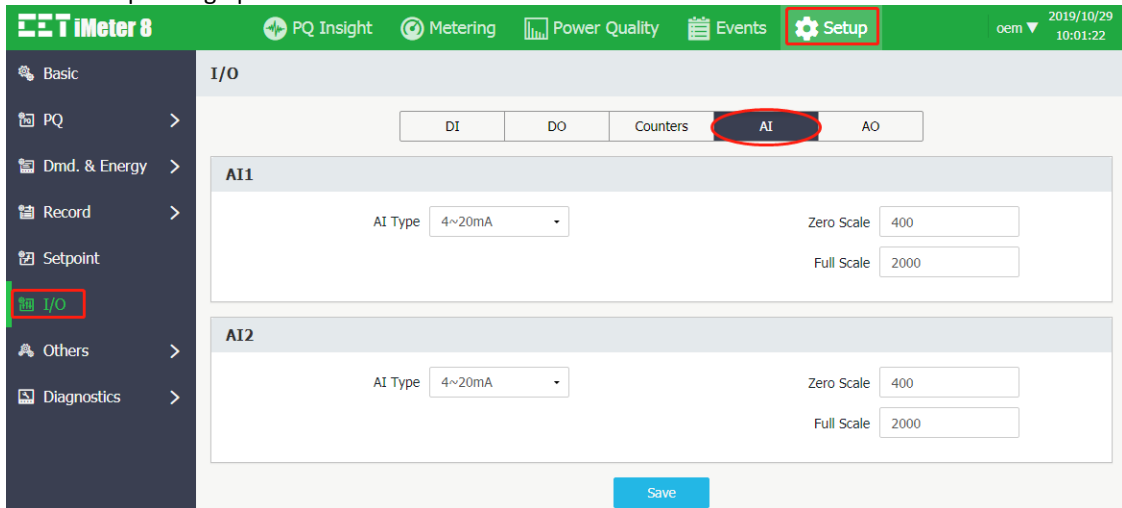 CET iMeter 8
PQ Insight Metering Power Quality Events Setup
oem ▼ 2019/10/29
10:01:22
Basic
PQ
Dmd. & Energy
Record
Setpoint
I/O
Others
Diagnostics
I/O
DI DO Counters AI AO
AI1
AI Type 4~20mA Zero Scale 400
Full Scale 2000
AI2
AI Type 4~20mA Zero Scale 400
Full Scale 2000
Save